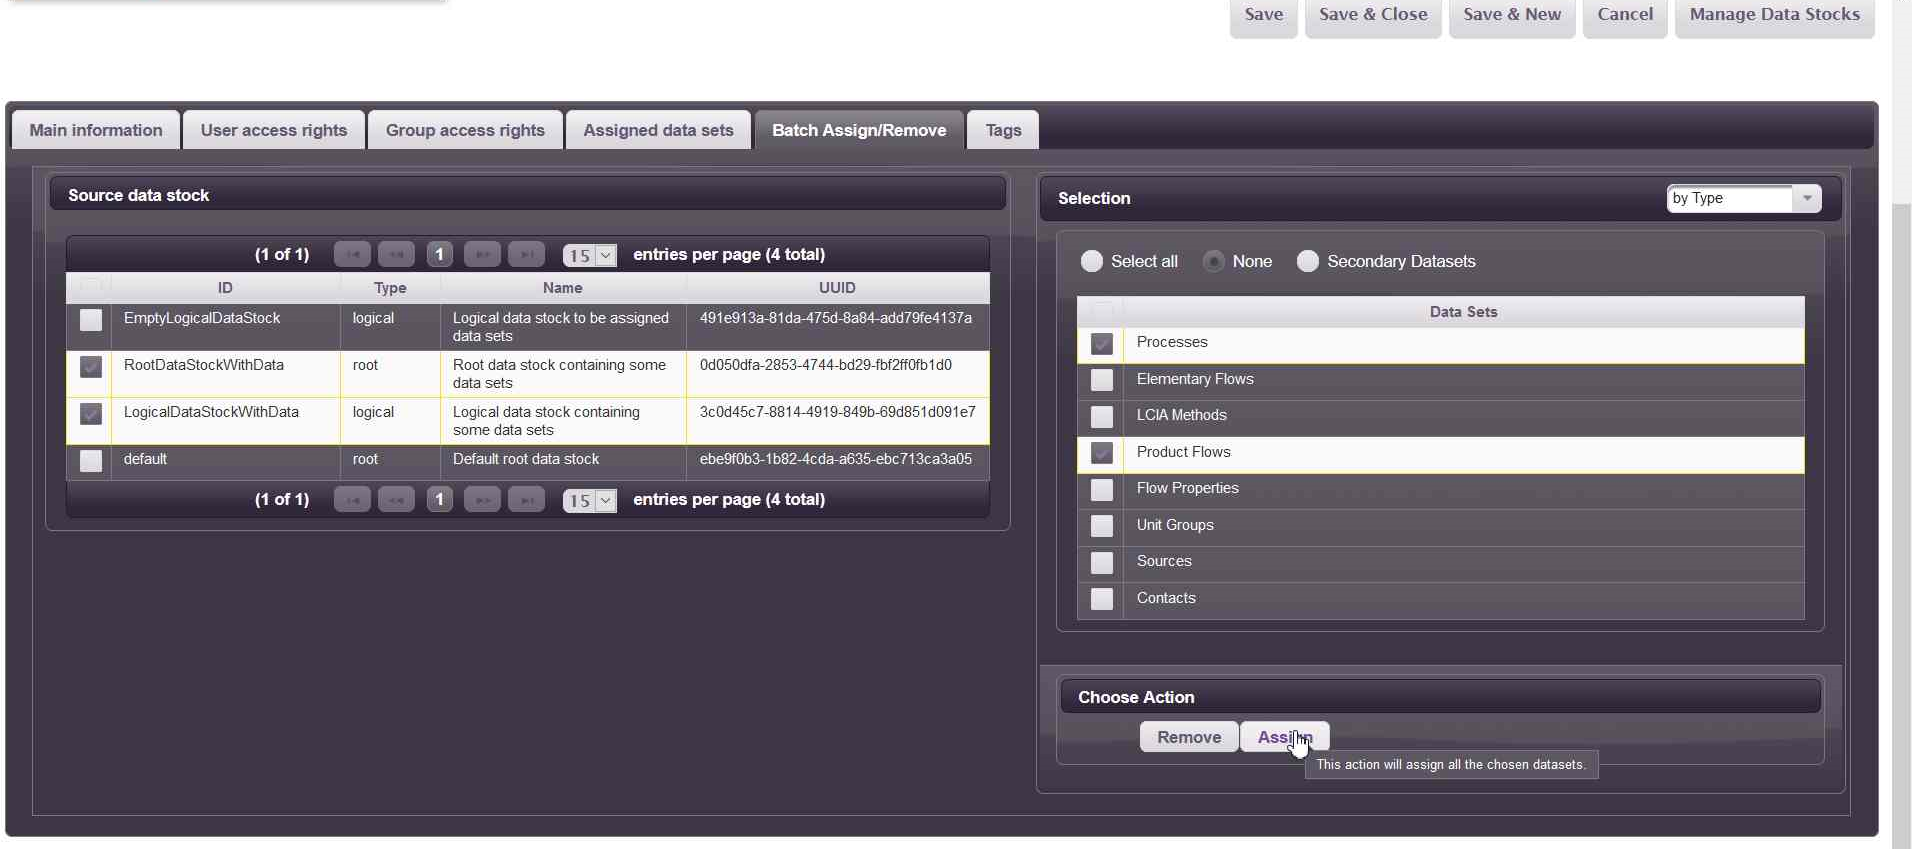 Save Save & Close Save & New Cancel Manage Data Stocks
Main information User access rights Group access rights Assigned data sets Batch Assign/Remove Tags
Source data stock
(1 of 1) 1 15 entries per page (4 total)
ID Type Name UUID
EmptyLogicalDataStock logical Logical data stock to be assigned 491e913a-81da-475d-8a84-add79fe4137a
data sets
RootDataStockWithData root Root data stock containing some 0d050dfa-2853-4744-bd29-fbf2ff0fb1d0
data sets
LogicalDataStockWithData logical Logical data stock containing 3c0d45c7-8814-4919-849b-69d851d091e7
some data sets
default root Default root data stock ebe9f0b3-1b82-4cda-a635-ebc713ca3a05
(1 of 1) 1 15 entries per page (4 total)
Selection by Type
Select all None Secondary Datasets
Data Sets
Processes
Elementary Flows
LCIA Methods
Product Flows
Flow Properties
Unit Groups
Sources
Contacts
Choose Action
Remove Assign
This action will assign all the chosen datasets.